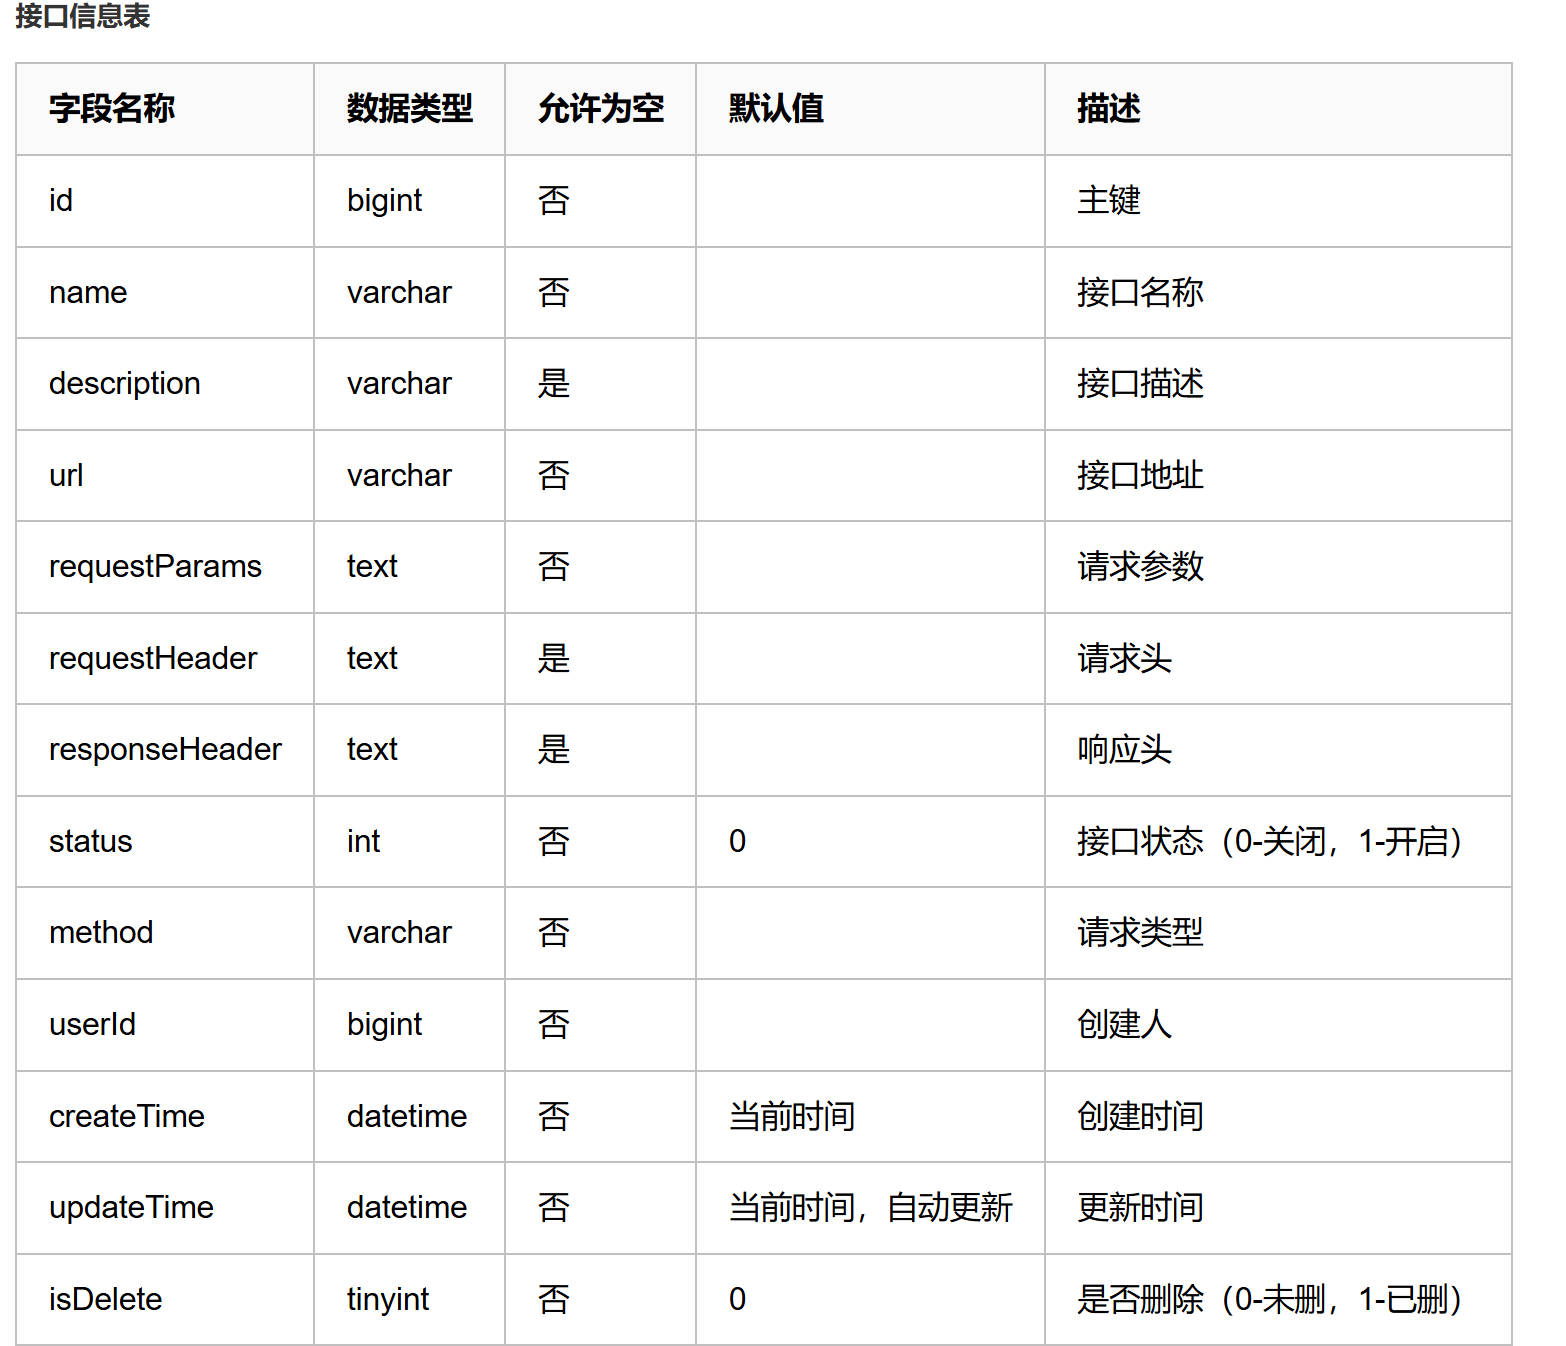 接口信息表
字段名称 数据类型 允许为空 默认值 描述
id bigint 否 主键
name varchar 否 接口名称
description varchar 是 接口描述
url varchar 否 接口地址
requestParams text 否 请求参数
requestHeader text 是 请求头
responseHeader text 是 响应头
status int 否 0 接口状态（0-关闭，1-开启）
method varchar 否 请求类型
userId bigint 否 创建人
createTime datetime 否 当前时间 创建时间
updateTime datetime 否 当前时间，自动更新 更新时间
isDelete tinyint 否 0 是否删除（0-未删，1-已删）